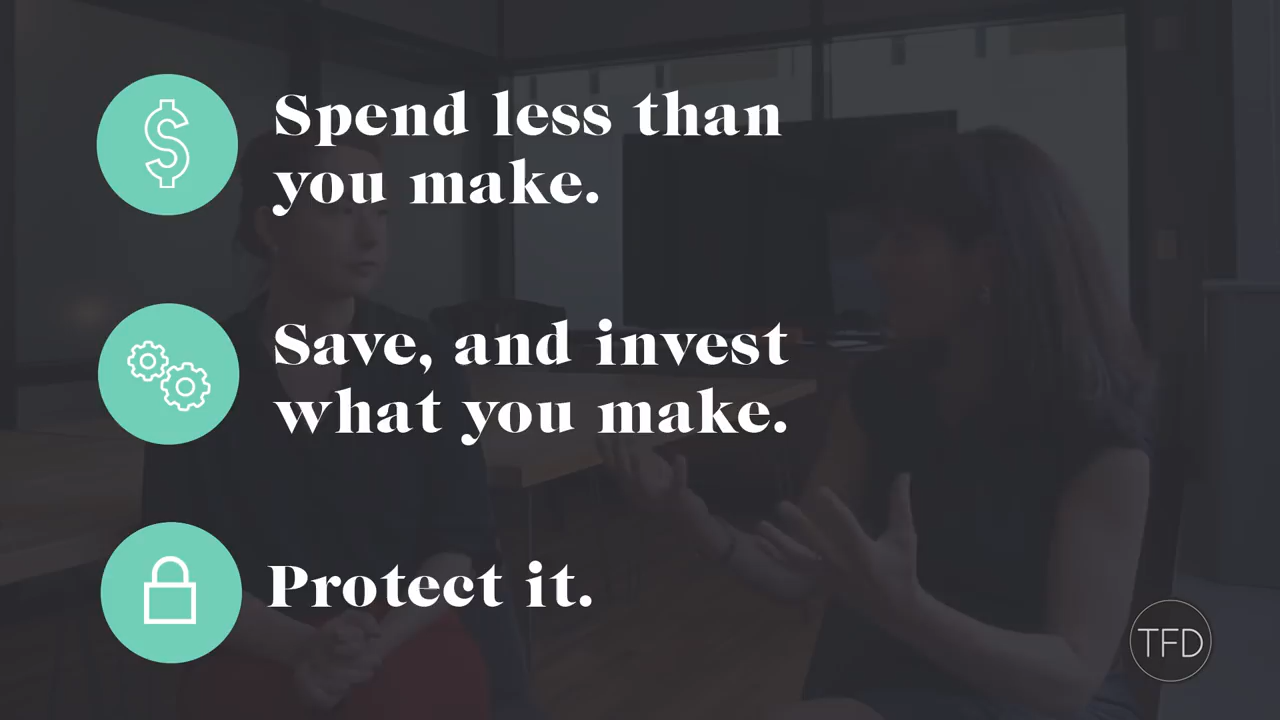 Spend less than
you make.
Save, and invest
what you make.
Protect it.
TFD